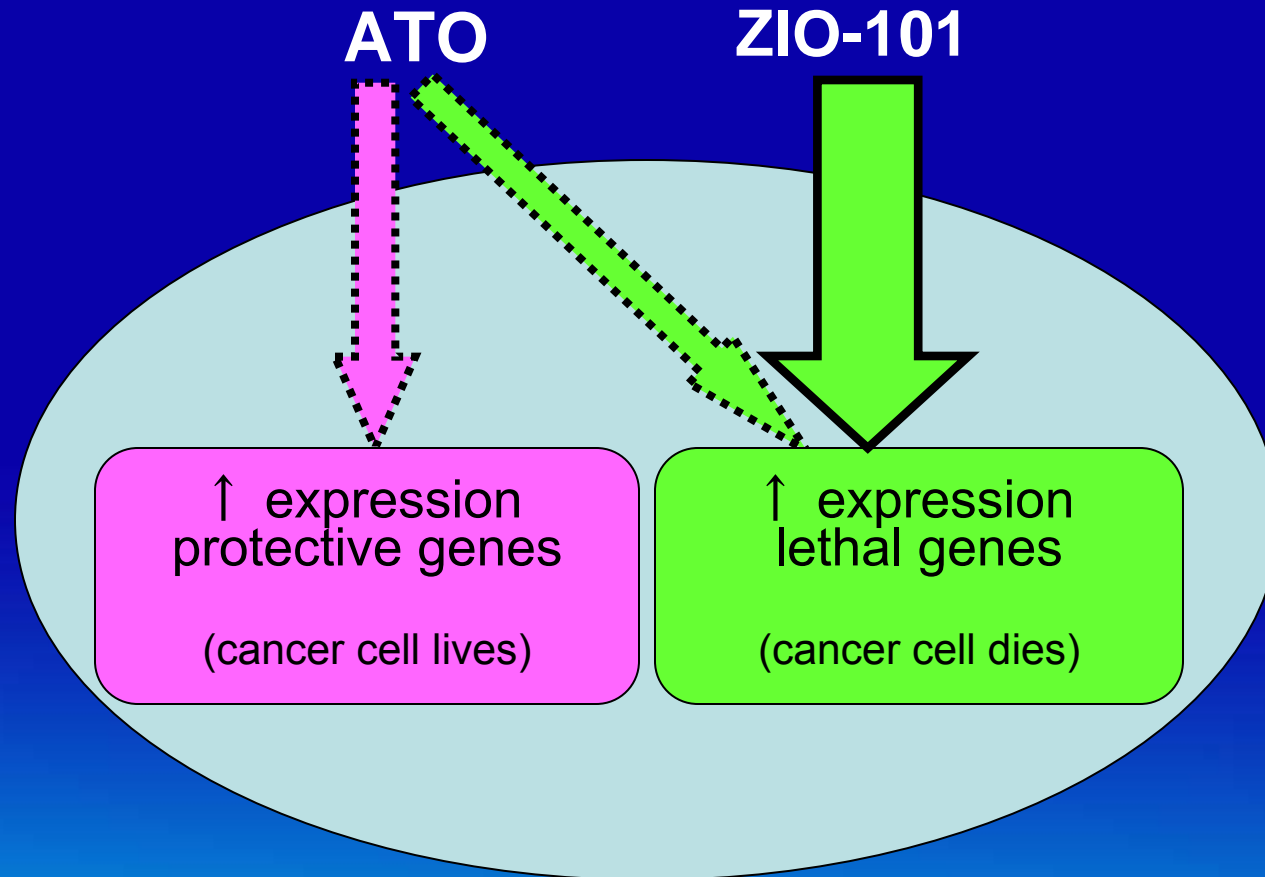 ATO
ZIO-101
↑ expression
protective genes
(cancer cell lives)
↑ expression
lethal genes
(cancer cell dies)